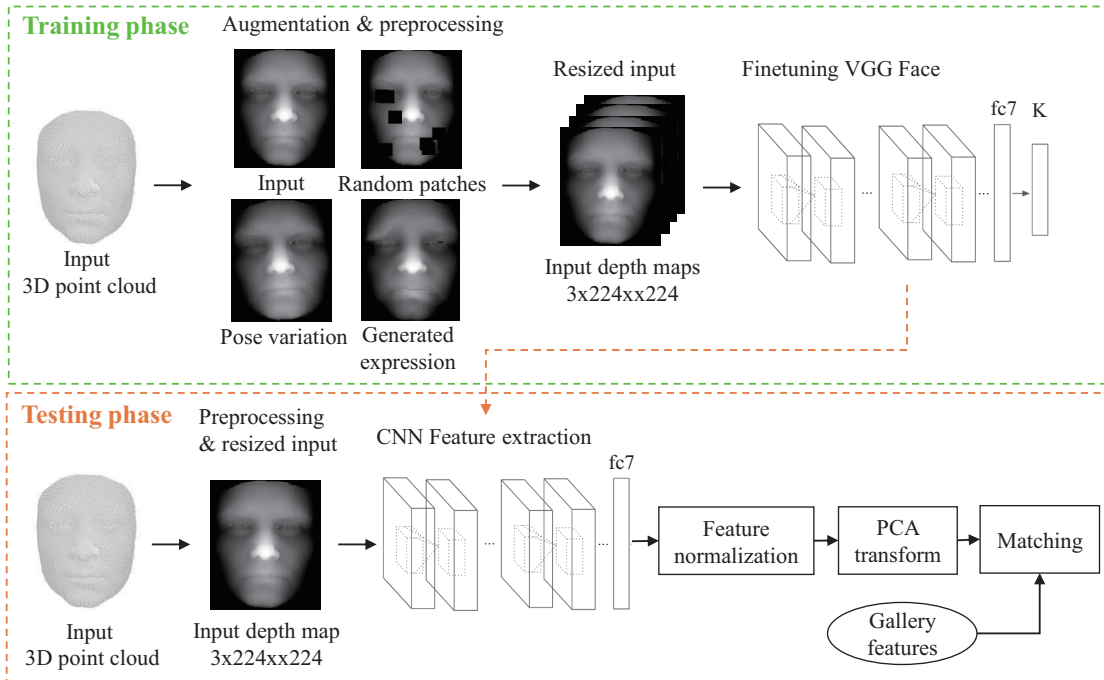 Training phase
Augmentation & preprocessing
Input
3D point cloud
Input
Random patches
Pose variation
Generated
expression
Resized input
Input depth maps
3x224xx224
Finetuning VGG Face
...
...
fc7
K
Testing phase
Input
3D point cloud
Preprocessing
& resized input
Input depth map
3x224xx224
CNN Feature extraction
...
...
fc7
Feature
normalization
PCA
transform
Matching
Gallery
features